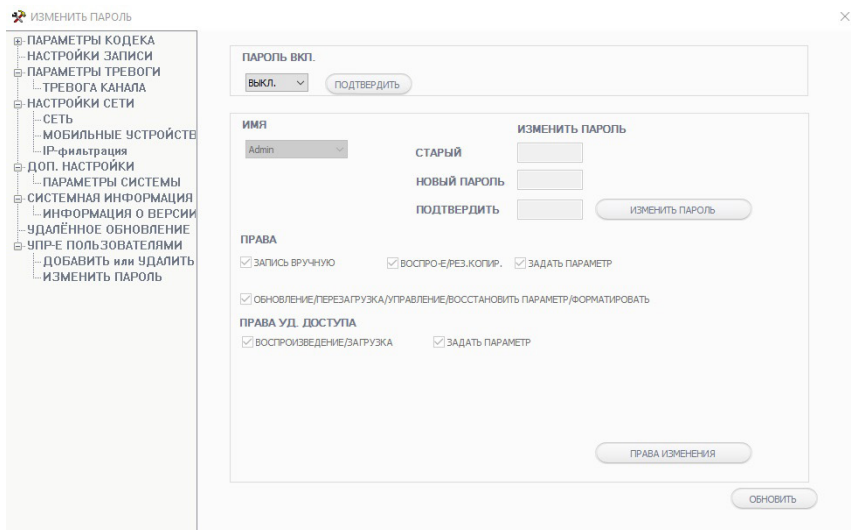 ИЗМЕНИТЬ ПАРОЛЬ
ПАРАМЕТРЫ КОДЕКА
НАСТРОЙКИ ЗАПИСИ
ПАРАМЕТРЫ ТРЕВОГИ
ТРЕВОГА КАНАЛА
НАСТРОЙКИ СЕТИ
СЕТЬ
МОБИЛЬНЫЕ УСТРОЙСТВ
IP-фильтрация
ДОП. НАСТРОЙКИ
ПАРАМЕТРЫ СИСТЕМЫ
СИСТЕМНАЯ ИНФОРМАЦИЯ
ИНФОРМАЦИЯ О ВЕРСИИ
УДАЛЁННОЕ ОБНОВЛЕНИЕ
УПР-Е ПОЛЬЗОВАТЕЛЯМИ
ДОБАВИТЬ или УДАЛИТЬ
ИЗМЕНИТЬ ПАРОЛЬ
ПАРОЛЬ ВКЛ.
ВЫКЛ. ПОДТВЕРДИТЬ
ИМЯ
ИЗМЕНИТЬ ПАРОЛЬ
Admin
СТАРЫЙ
НОВЫЙ ПАРОЛЬ
ПОДТВЕРДИТЬ ИЗМЕНИТЬ ПАРОЛЬ
ПРАВА
ЗАПИСЬ ВРУЧНУЮ ВОСПРО-Е/РЕЗ.КОПИР. ЗАДАТЬ ПАРАМЕТР
ОБНОВЛЕНИЕ/ПЕРЕЗАГРУЗКА/УПРАВЛЕНИЕ/ВОССТАНОВИТЬ ПАРАМЕТР/ФОРМАТИРОВАТЬ
ПРАВА УД. ДОСТУПА
ВОСПРОИЗВЕДЕНИЕ/ЗАГРУЗКА ЗАДАТЬ ПАРАМЕТР
ПРАВА ИЗМЕНЕНИЯ
ОБНОВИТЬ